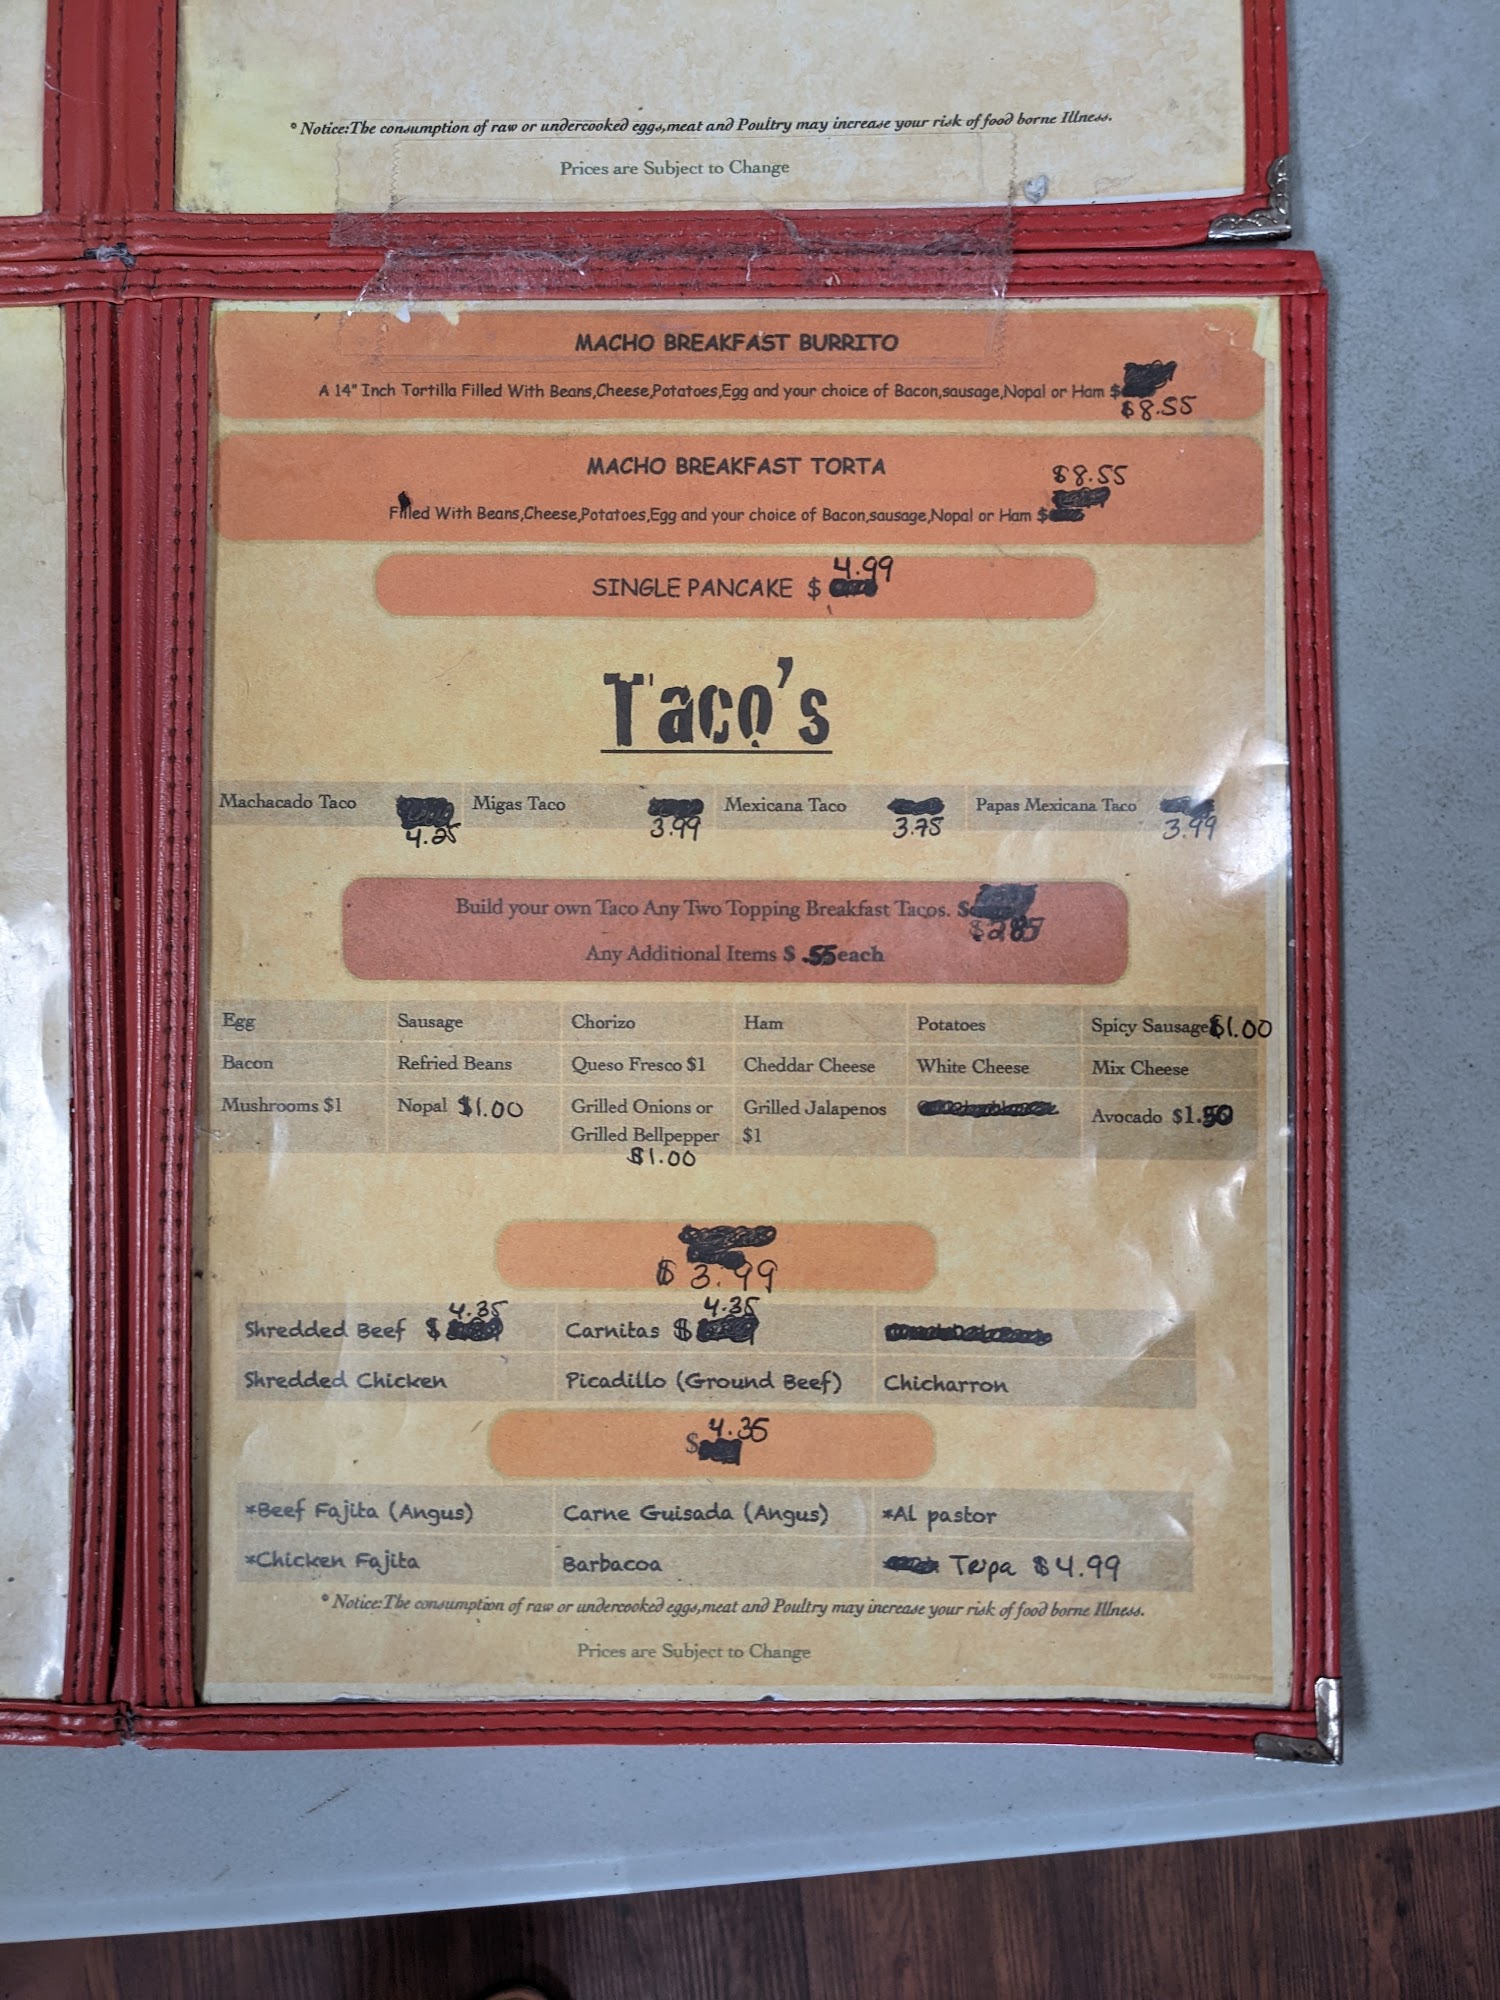 * Notice:The consumption of raw or undercooked eggs,meat and Poultry may increase your risk of food borne Illness.
Prices are Subject to Change
MACHO BREAKFAST BURRITO
A 14" Inch Tortilla Filled With Beans,Cheese,Potatoes,Egg and your choice of Bacon,sausage,Nopal or Ham $
$8.55
MACHO BREAKFAST TORTA
$8.55
Filled With Beans,Cheese,Potatoes,Egg and your choice of Bacon,sausage,Nopal or Ham $
SINGLE PANCAKE $ 4.99
Taco's
Machacado Taco 4.25 Migas Taco 3.99 Mexicana Taco 3.75 Papas Mexicana Taco 3.99
Build your own Taco Any Two Topping Breakfast Tacos. $
$2.85
Any Additional Items $ .55 each
Egg Sausage Chorizo Ham Potatoes Spicy Sausage $1.00
Bacon Refried Beans Queso Fresco $1 Cheddar Cheese White Cheese Mix Cheese
Mushrooms $1 Nopal $1.00 Grilled Onions or Grilled Jalapenos Avocado $1.50
Grilled Bellpepper $1
$1.00
$3.99
Shredded Beef $ 4.35 Carnitas $ 4.35
Shredded Chicken Picadillo (Ground Beef) Chicharron
$ 4.35
*Beef Fajita (Angus) Carne Guisada (Angus) *Al pastor
*Chicken Fajita Barbacoa Tripa $4.99
* Notice:The consumption of raw or undercooked eggs,meat and Poultry may increase your risk of food borne Illness.
Prices are Subject to Change